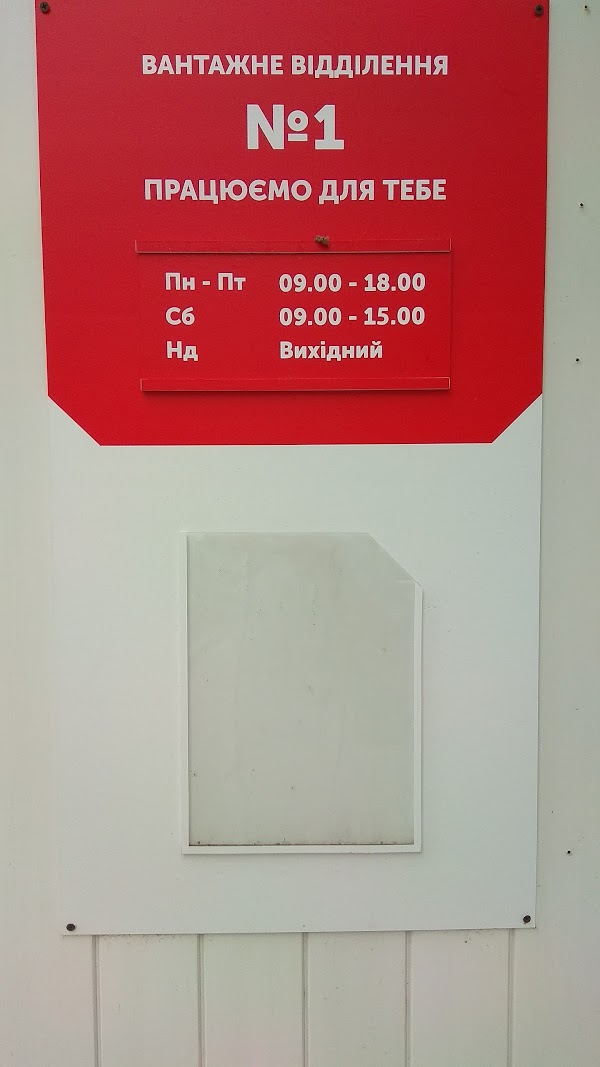 ВАНТАЖНЕ ВІДДІЛЕННЯ
№1
ПРАЦЮЄМО ДЛЯ ТЕБЕ
Пн - Пт 09.00 - 18.00
Сб 09.00 - 15.00
Нд Вихідний